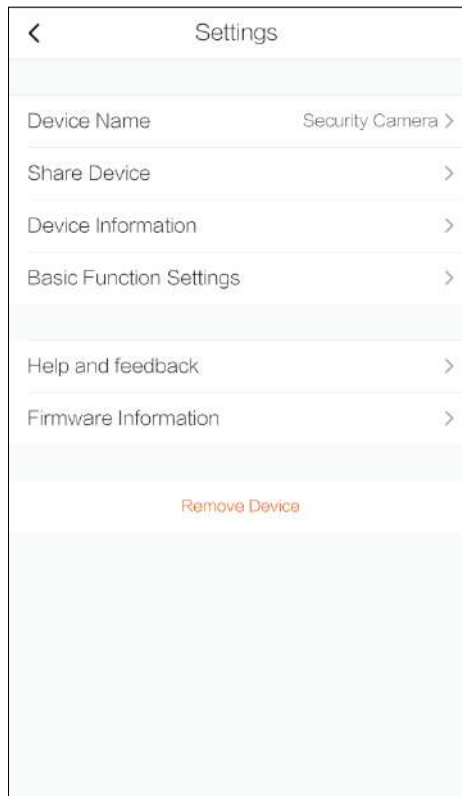 Settings
Device Name Security Camera
Share Device
Device Information
Basic Function Settings
Help and feedback
Firmware Information
Remove Device